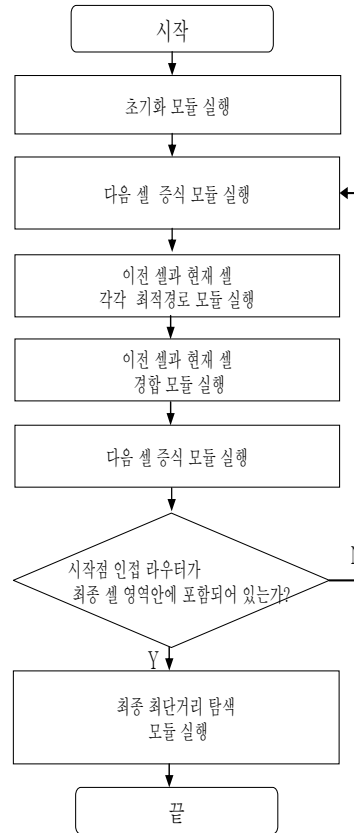 시작
초기화 모듈 실행
다음 셀 증식 모듈 실행
이전 셀과 현재 셀
각각 최적경로 모듈 실행
이전 셀과 현재 셀
경합 모듈 실행
다음 셀 증식 모듈 실행
시작점 인접 라우터가
최종 셀 영역안에 포함되어 있는가?
N
Y
최종 최단거리 탐색
모듈 실행
끝